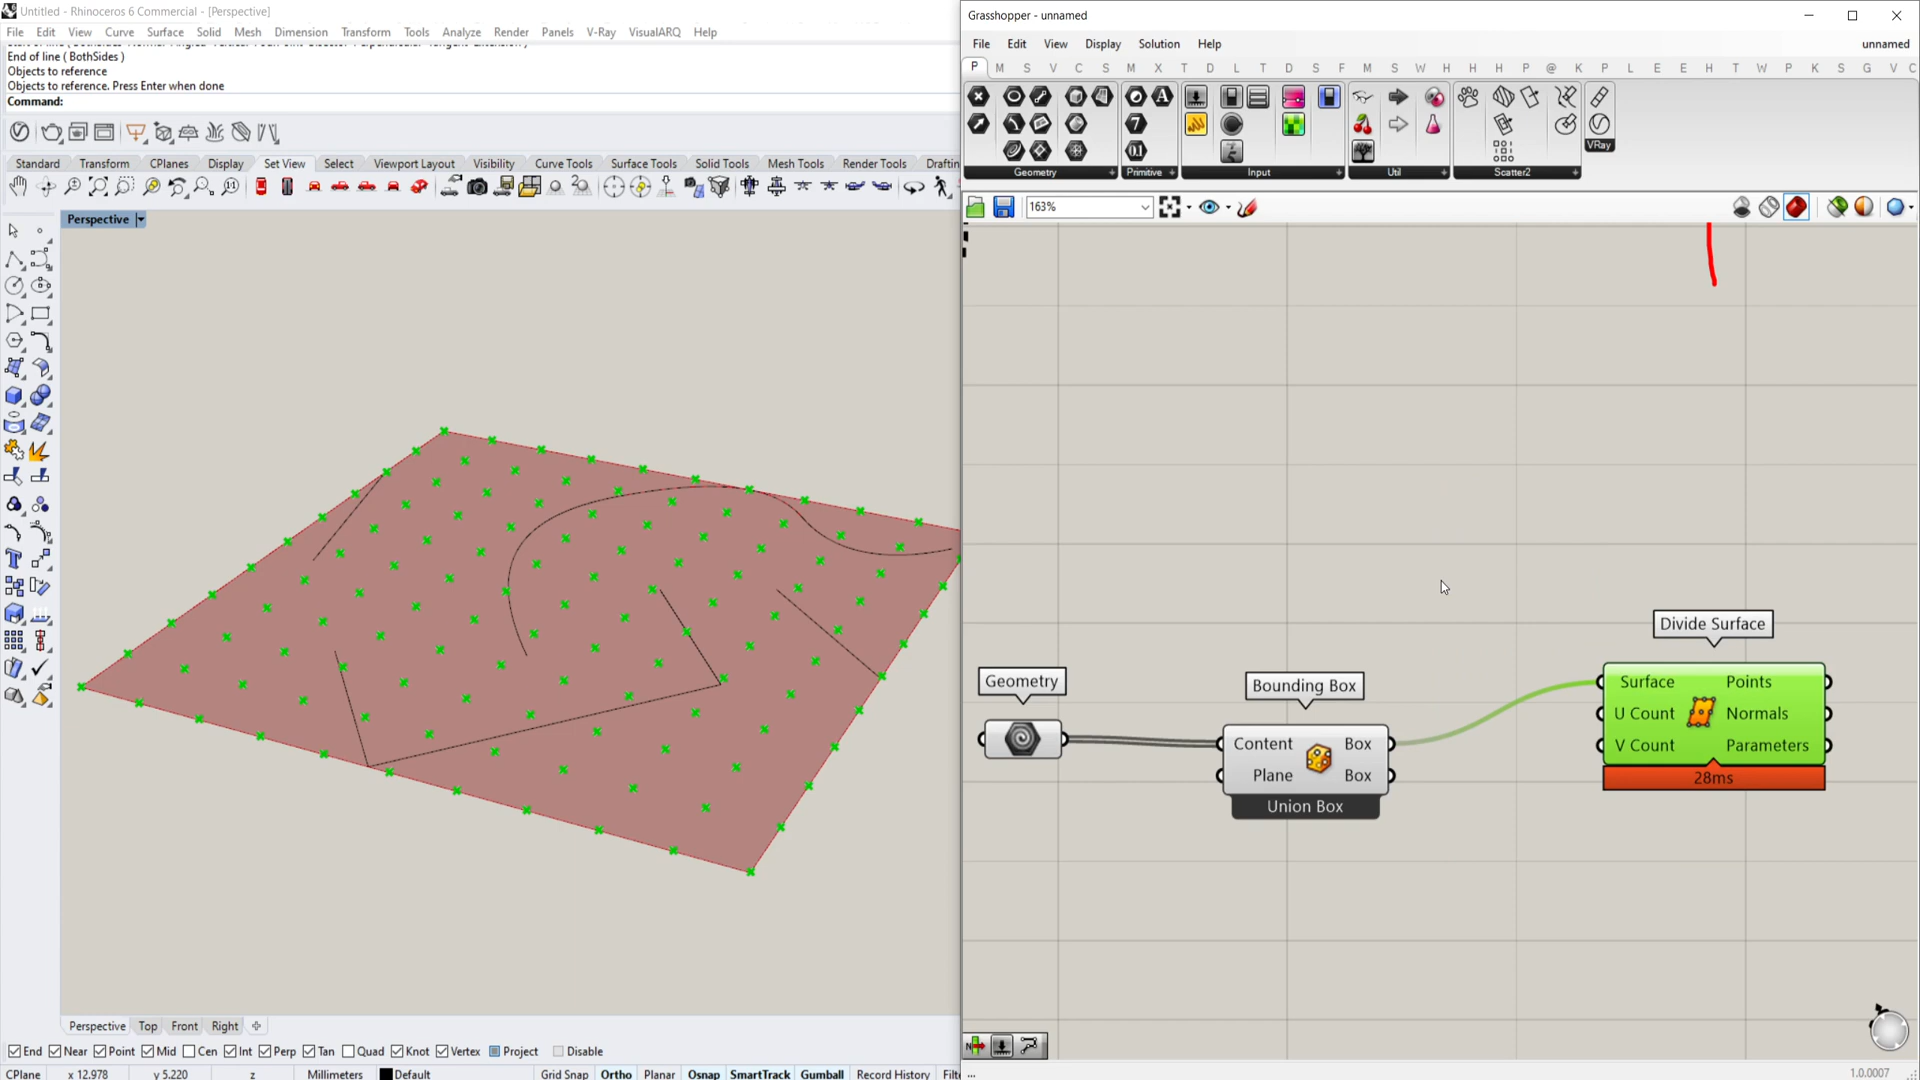 Untitled - Rhinoceros 6 Commercial - [Perspective]
File Edit View Curve Surface Solid Mesh Dimension Transform Tools Analyze Render Panels V-Ray VisualARQ Help
End of line ( BothSides )
Objects to reference
Objects to reference. Press Enter when done
Command:
Standard Transform CPlanes Display Set View Select Viewport Layout Visibility Curve Tools Surface Tools Solid Tools Mesh Tools Render Tools Draftin
Perspective
Perspective Top Front Right
End Near Point Mid Cen Int Perp Tan Quad Knot Vertex Project Disable
CPlane x 12.978 y 5.220 z Millimeters Default Grid Snap Ortho Planar Osnap SmartTrack Gumball Record History Filte
Grasshopper - unnamed
File Edit View Display Solution Help unnamed
P M S V C S M X T D L T D S F M S W H H H P @ K P L E E H T W P K S G V C
Geometry Primitive Input Util Scatter2 VRay
163%
Divide Surface
Geometry
Bounding Box
Surface Points
U Count Normals
V Count Parameters
28ms
Content Box
Plane Box
Union Box
1.0.0007